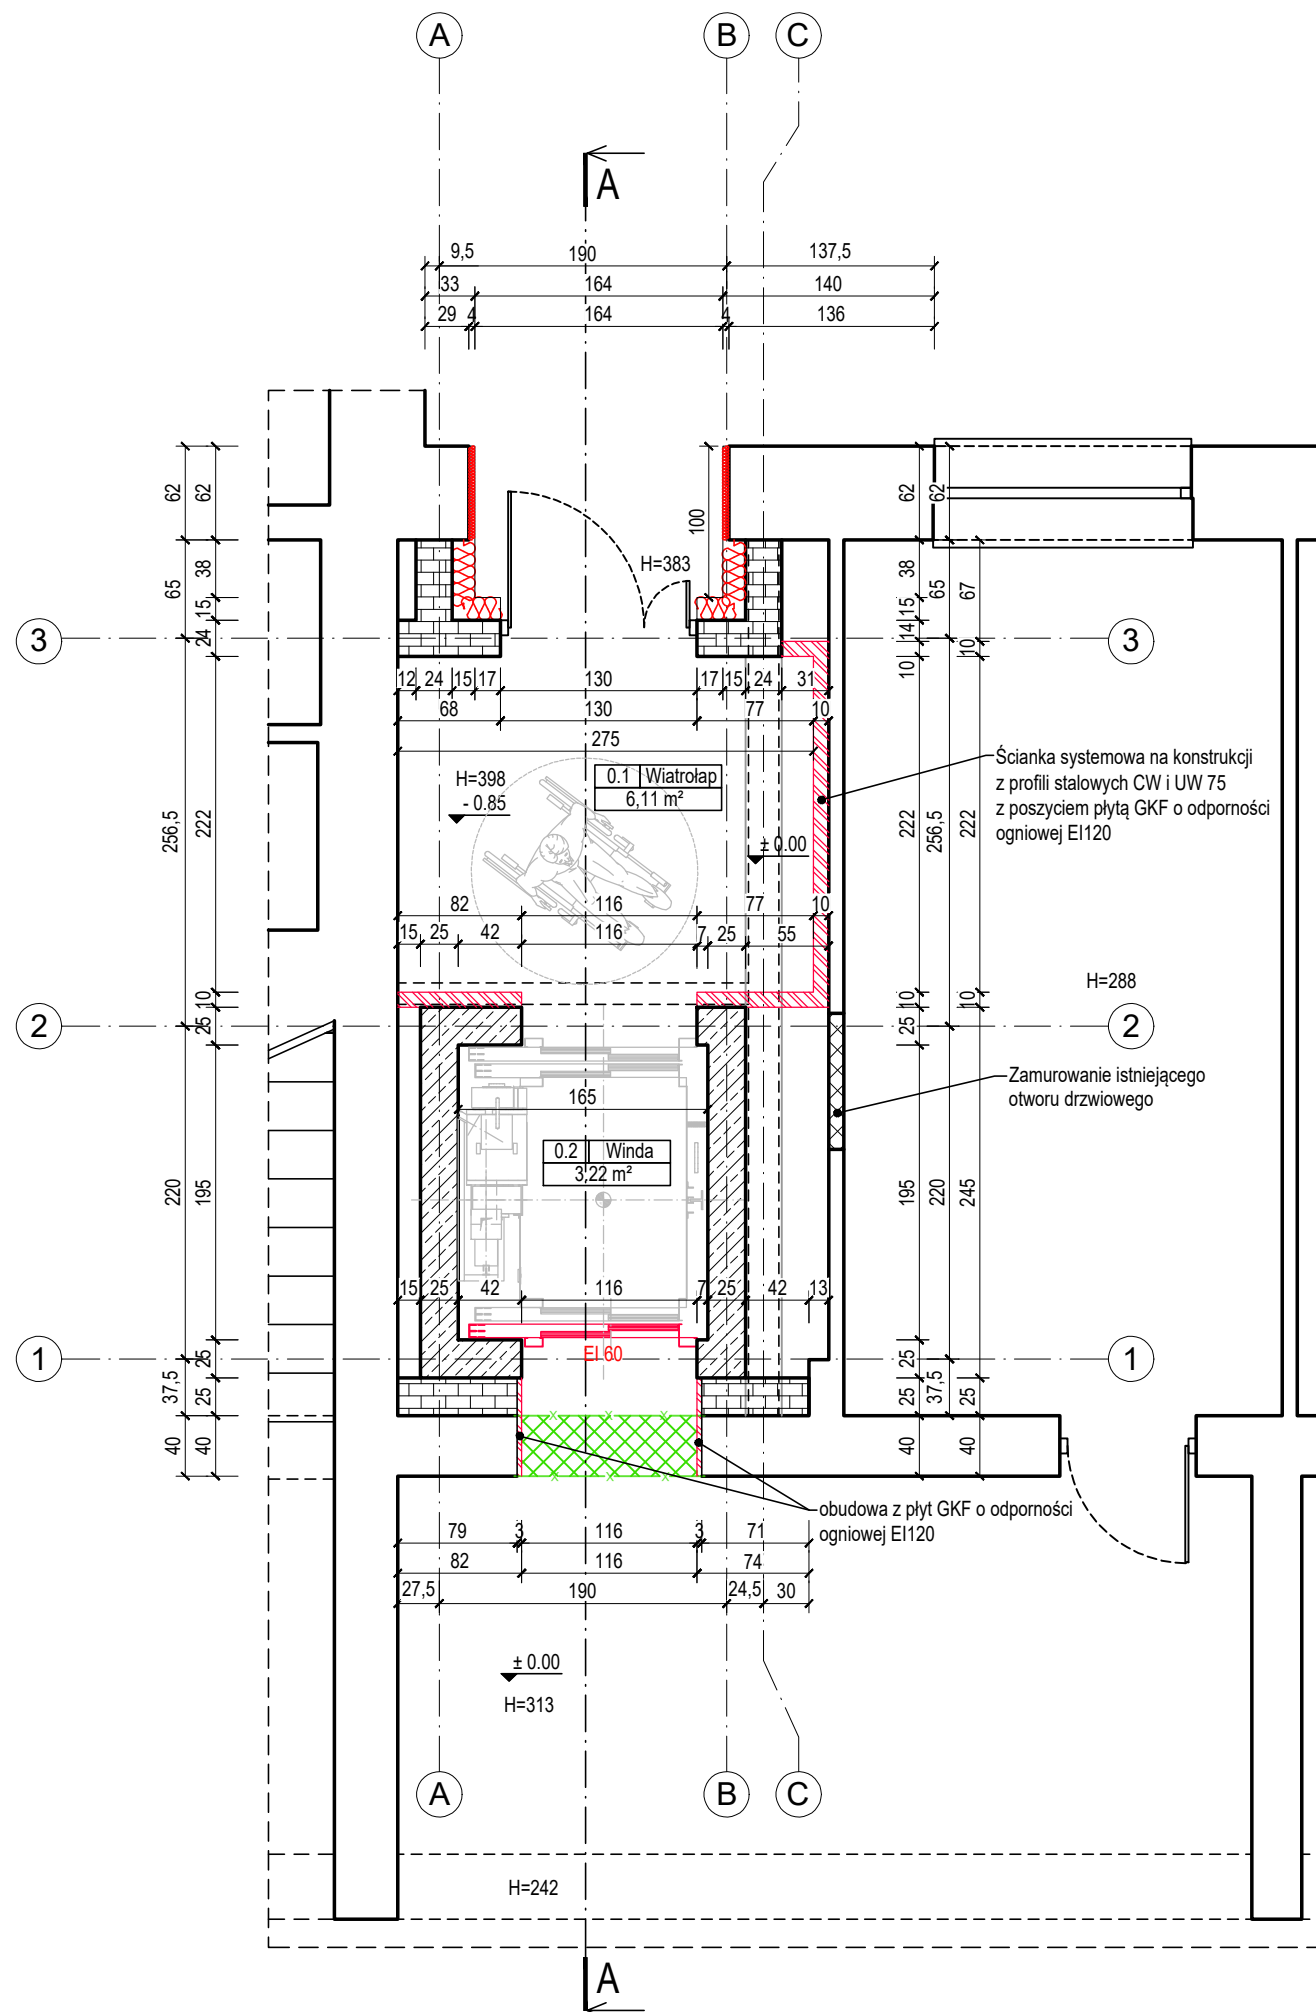 A B C
A
9,5 190 137,5
33 164 140
29 4 164 4 136
62 62 100 62 62
H=383
65 38 38 65 67
15 15
24 14 10
3 3
10
12 24 15 17 130 17 15 24 31
68 130 77 10
275
H=398
- 0.85
0.1 Wiatrołap
6,11 m²
± 0.00
Ścianka systemowa na konstrukcji
z profili stalowych CW i UW 75
z poszyciem płytą GKF o odporności
ogniowej EI120
256,5 222 222 256,5 222
82 116 77 10
15 25 42 116 7 25 55
H=288
10 10 10
2 2
25 25
Zamurowanie istniejącego
otworu drzwiowego
165
0.2 Winda
3,22 m²
220 195 195 220 245
15 25 42 116 7 25 42 13
EI 60
1 1
25 25
37,5 25 25 37,5 25
40 40 40 40
obudowa z płyt GKF o odporności
ogniowej EI120
79 3 116 3 71
82 116 74
27,5 190 24,5 30
± 0.00
H=313
A B C
H=242
A